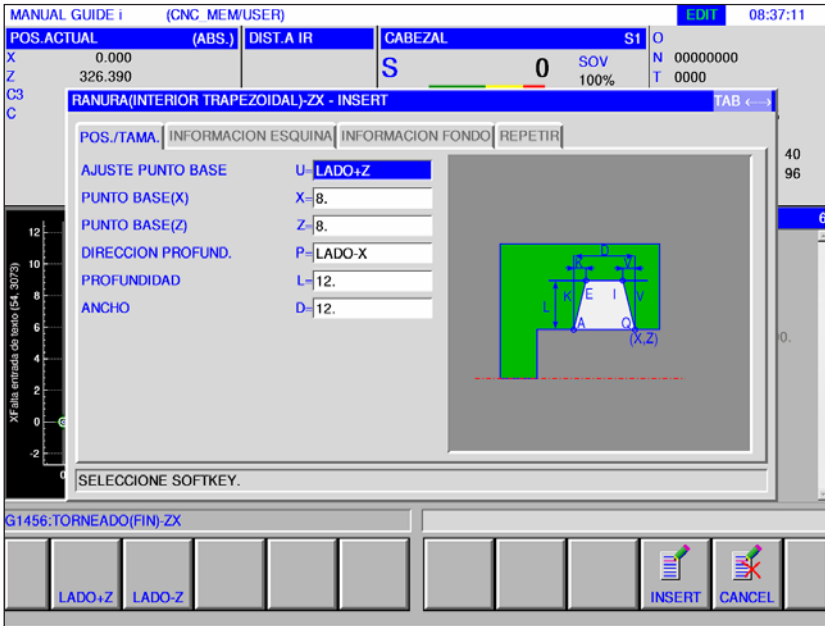 MANUAL GUIDE i (CNC_MEM/USER) EDIT 08:37:11
POS.ACTUAL (ABS.) DIST.A IR CABEZAL S1 O
X 0.000
Z 326.390
C3
C
S 0 SOV
100%
N 00000000
T 0000
RANURA(INTERIOR TRAPEZOIDAL)-ZX - INSERT TAB ←→
POS./TAMA. INFORMACION ESQUINA INFORMACION FONDO REPETIR
AJUSTE PUNTO BASE U=LADO+Z
PUNTO BASE(X) X=8.
PUNTO BASE(Z) Z=8.
DIRECCION PROFUND. P=LADO-X
PROFUNDIDAD L=12.
ANCHO D=12.
D
K V
K E I V
L
A Q
(X,Z)
40
96
6
0.
XFalta entrada de texto (54, 3073)
12
10
8
6
4
2
0
-2
0
SELECCIONE SOFTKEY.
G1456:TORNEADO(FIN)-ZX
LADO+Z LADO-Z INSERT CANCEL